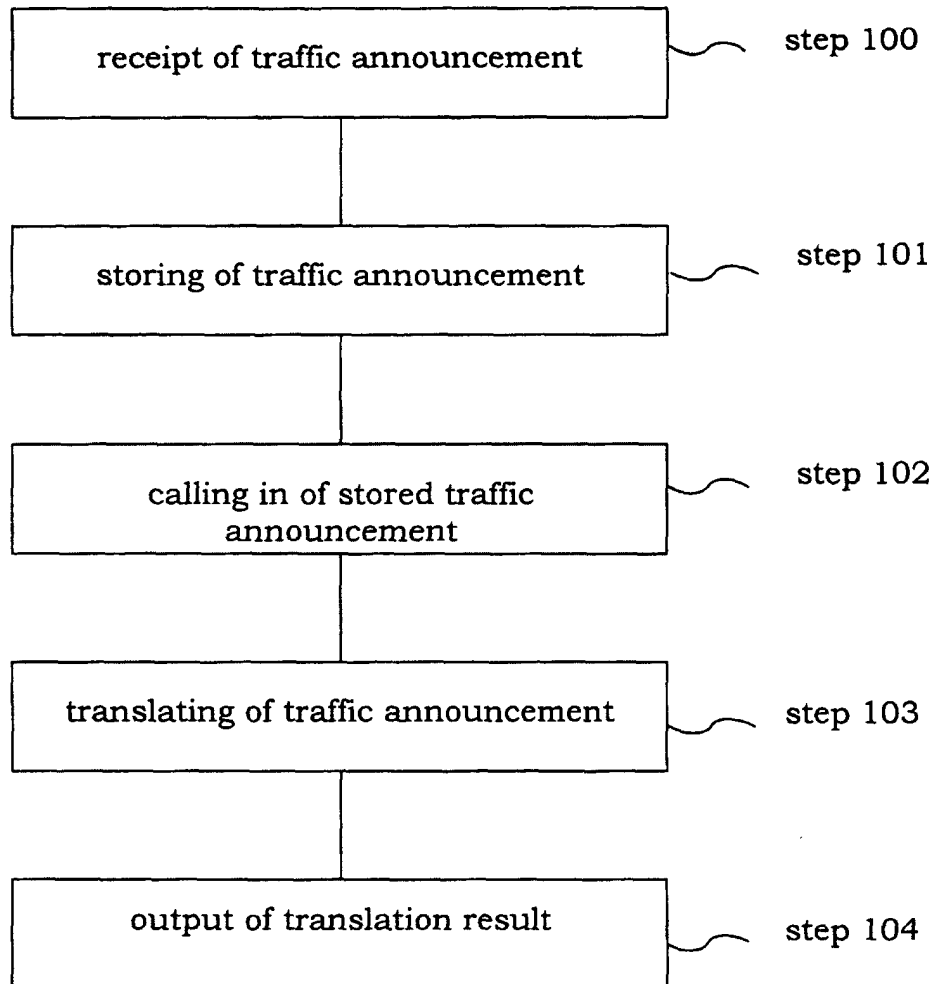 receipt of traffic announcement
step 100
storing of traffic announcement
step 101
calling in of stored traffic
announcement
step 102
translating of traffic announcement
step 103
output of translation result
step 104